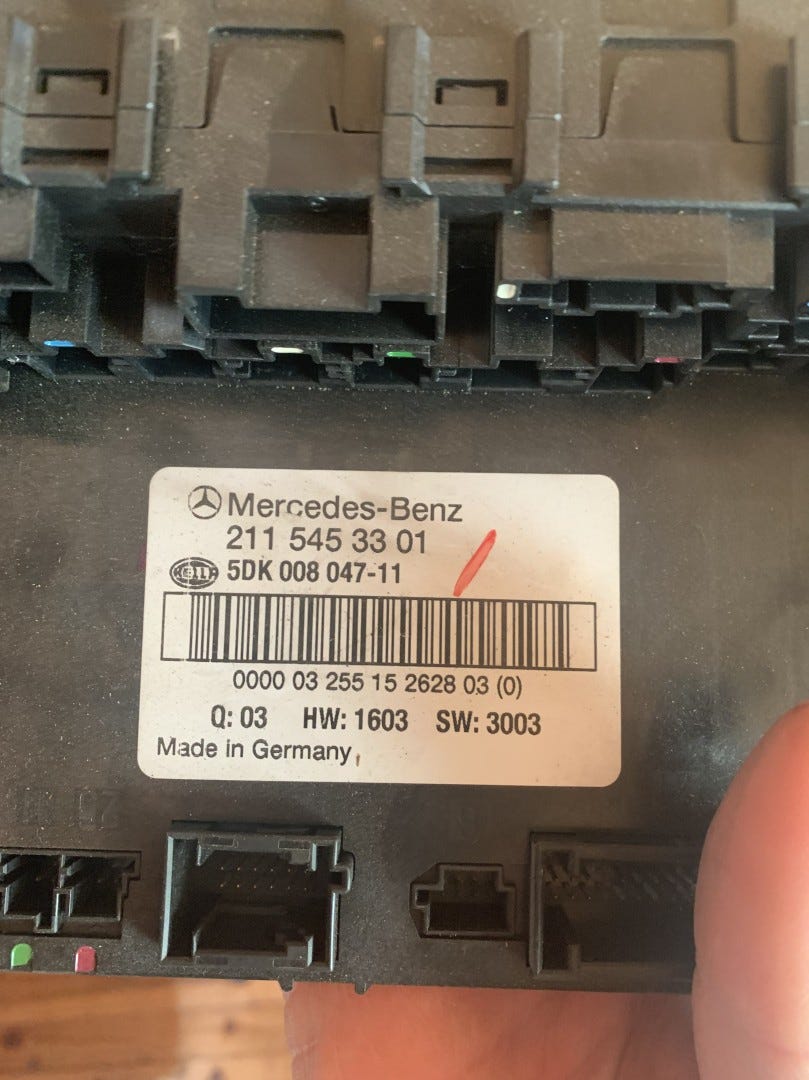 Mercedes-Benz
211 545 33 01
HELLA 5DK 008 047-11
0000 03 255 15 2628 03 (0)
Q: 03 HW: 1603 SW: 3003
Made in Germany